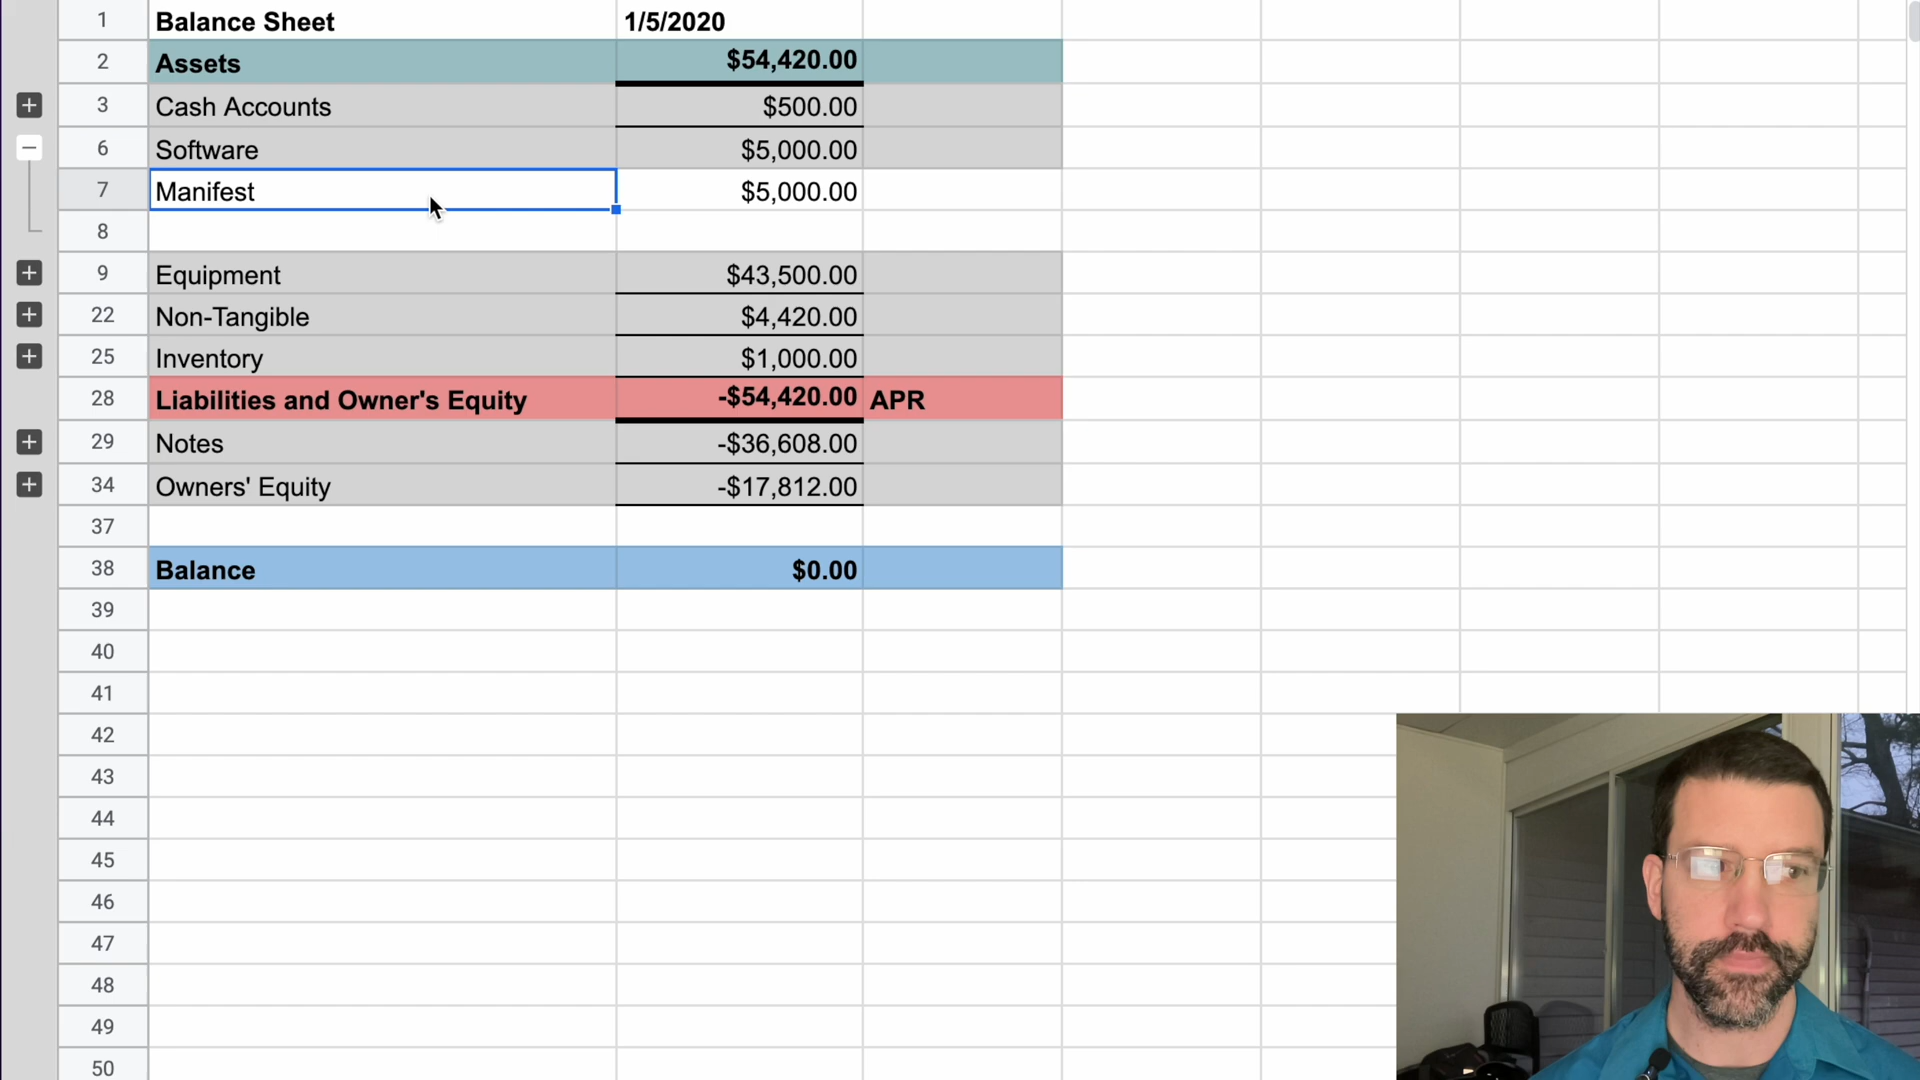 1 Balance Sheet 1/5/2020
2 Assets $54,420.00
3 Cash Accounts $500.00
6 Software $5,000.00
7 Manifest $5,000.00
8
9 Equipment $43,500.00
22 Non-Tangible $4,420.00
25 Inventory $1,000.00
28 Liabilities and Owner's Equity -$54,420.00 APR
29 Notes -$36,608.00
34 Owners' Equity -$17,812.00
37
38 Balance $0.00
39
40
41
42
43
44
45
46
47
48
49
50